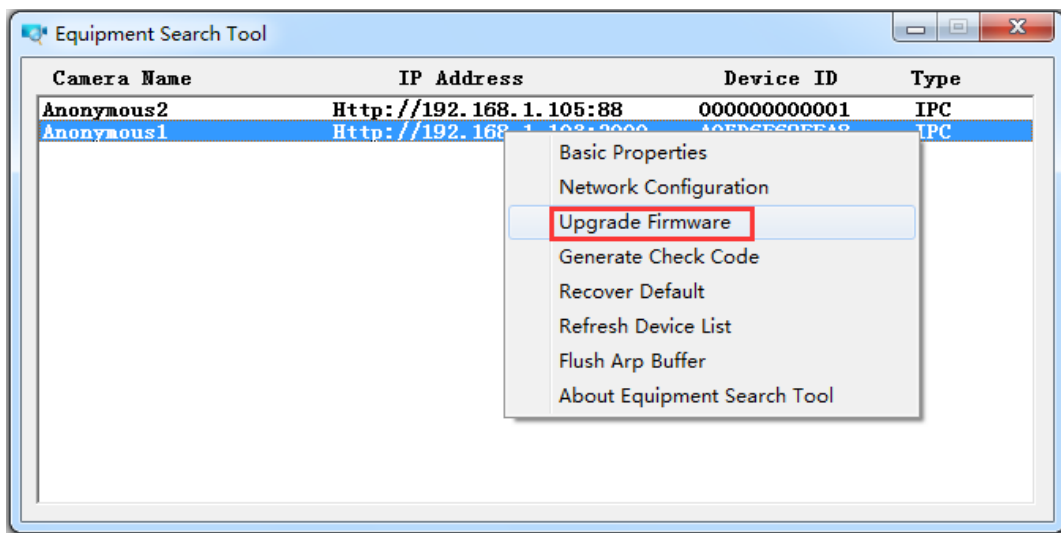 Equipment Search Tool
Camera Name IP Address Device ID Type
Anonymous2 Http://192.168.1.105:88 000000000001 IPC
Anonymous1 IPC
Basic Properties
Network Configuration
Upgrade Firmware
Generate Check Code
Recover Default
Refresh Device List
Flush Arp Buffer
About Equipment Search Tool